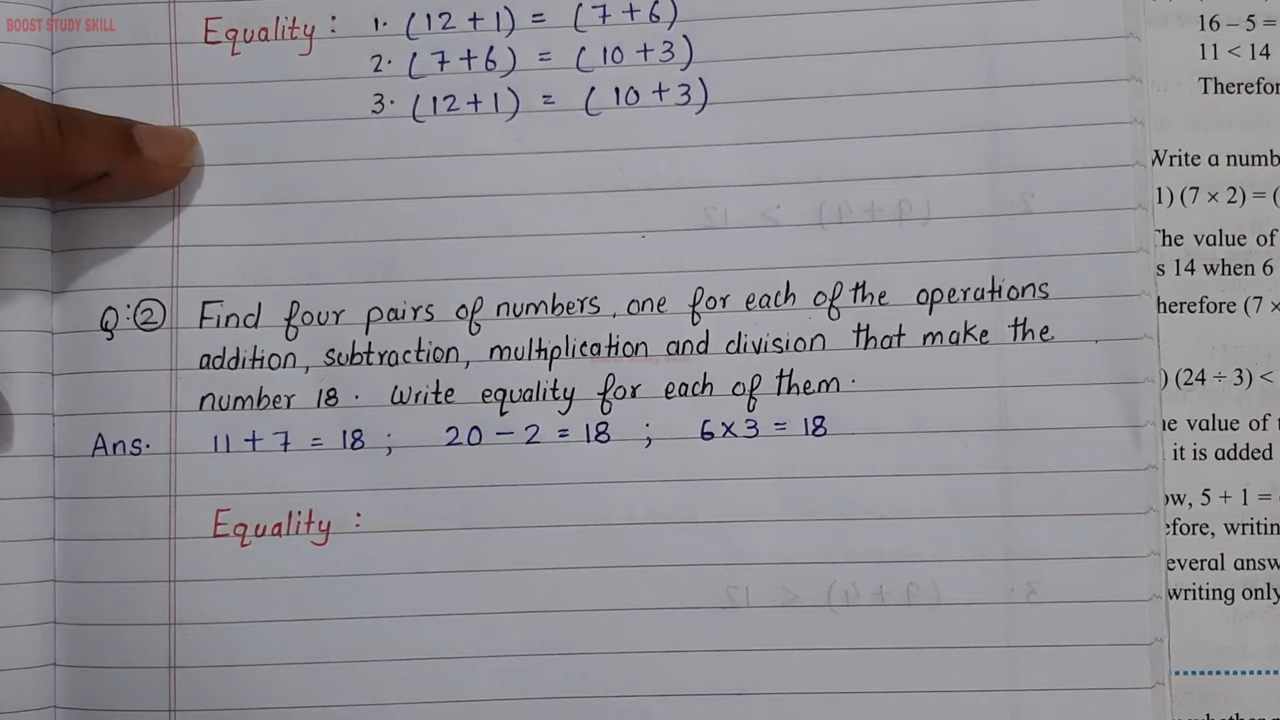 BOOST STUDY SKILL
Equality : 1. (12+1) = (7+6)
2. (7+6) = (10+3)
3. (12+1) = (10+3)
Q:② Find four pairs of numbers, one for each of the operations
addition, subtraction, multiplication and division that make the
number 18. Write equality for each of them.
Ans. 11+7 = 18 ; 20-2 = 18 ; 6×3 = 18
Equality :
16 – 5 =
11 < 14
Therefor
Write a numb
1) (7 × 2) = (
The value of
s 14 when 6
herefore (7 ×
) (24 ÷ 3) <
e value of
it is added
ow, 5 + 1 =
efore, writin
everal answ
writing only